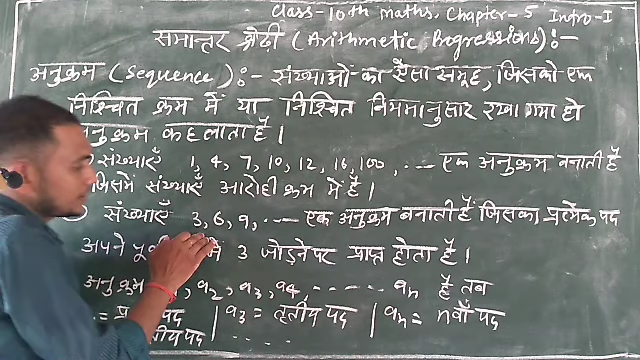 Class-10th Maths. Chapter-5 Intro-I
समान्तर श्रेढ़ी (Arithmetic Progressions):-
अनुक्रम (Sequence):- संख्याओं का ऐसा समूह, जिसको एक
निश्चित क्रम में या निश्चित नियमानुसार रखा गया हो
अनुक्रम कहलाता है।
संख्याएँ 1, 4, 7, 10, 12, 16, 100, .... एक अनुक्रम बनाती है
जिसमें संख्याएँ आरोही क्रम में है।
संख्याएँ 3, 6, 9, .... एक अनुक्रम बनाती है जिसका प्रत्येक पद
अपने में 3 जोड़ने पर प्राप्त होता है।
अनुक्रम , a2, a3, a4, ...... an है तब
= पद | a3 = तृतीय पद | an = nवाँ पद
पद .....